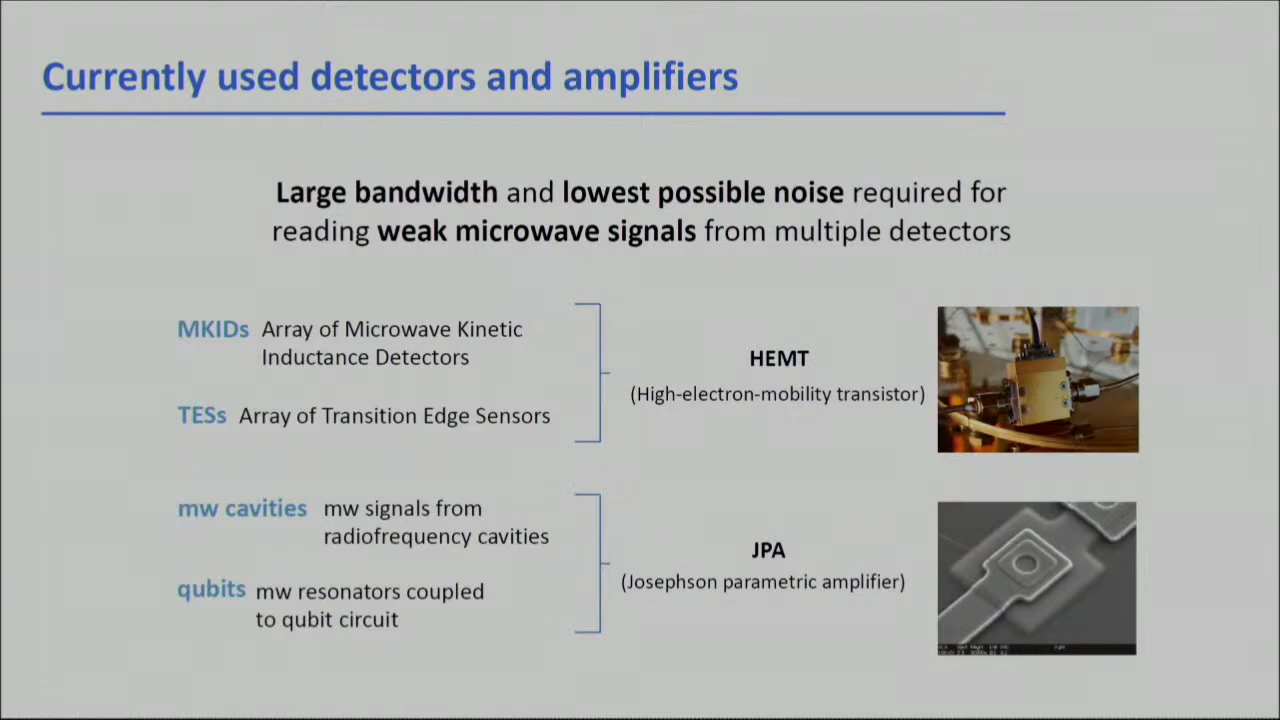 Currently used detectors and amplifiers
Large bandwidth and lowest possible noise required for
reading weak microwave signals from multiple detectors
MKIDs Array of Microwave Kinetic
Inductance Detectors
TESs Array of Transition Edge Sensors
HEMT
(High-electron-mobility transistor)
mw cavities mw signals from
radiofrequency cavities
qubits mw resonators coupled
to qubit circuit
JPA
(Josephson parametric amplifier)